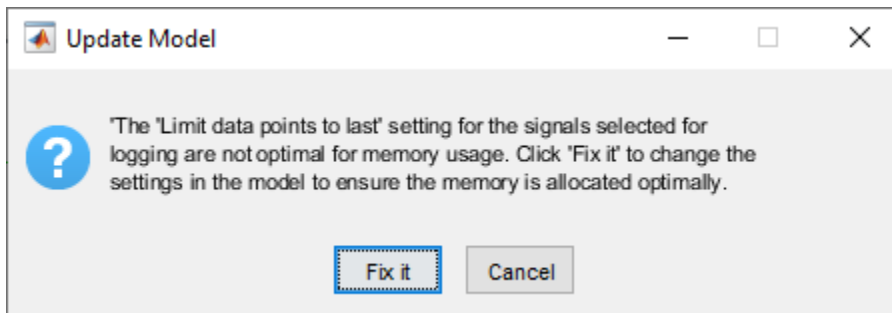 Update Model
'The 'Limit data points to last' setting for the signals selected for
logging are not optimal for memory usage. Click 'Fix it' to change the
settings in the model to ensure the memory is allocated optimally.
Fix it
Cancel